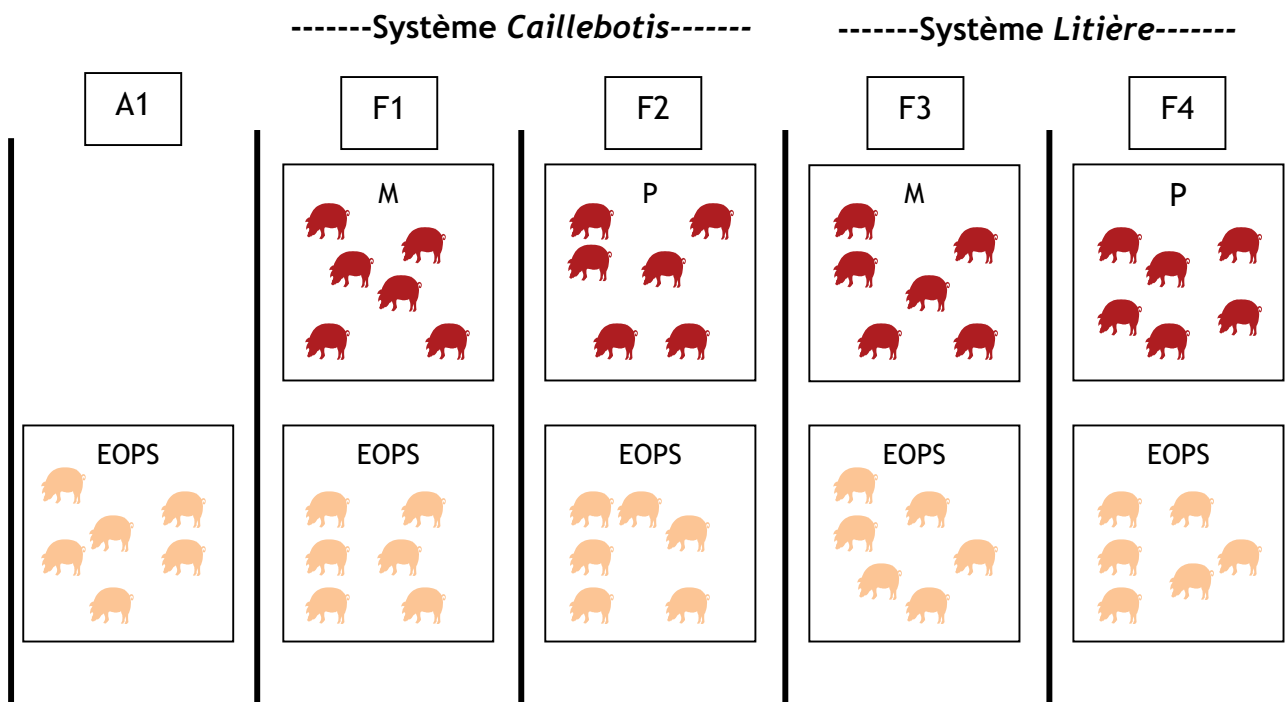 -------Système Caillebotis------- -------Système Litière-------
A1 F1 F2 F3 F4
M P M P
EOPS EOPS EOPS EOPS EOPS